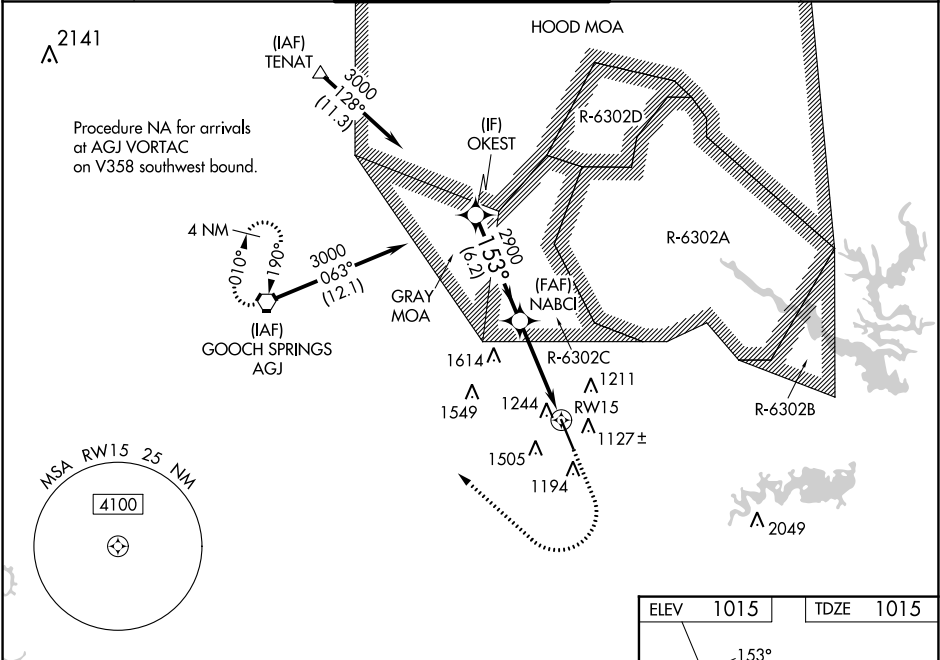 2141
(IAF)
TENAT
3000
128°
(11.3)
HOOD MOA
R-6302D
Procedure NA for arrivals
at AGJ VORTAC
on V358 southwest bound.
(IF)
OKEST
4 NM
010°
190°
3000
063°
(12.1)
2900
153°
(6.2)
R-6302A
(IAF)
GOOCH SPRINGS
AGJ
GRAY
MOA
(FAF)
NABCI
R-6302C
1614
1549
1244
1211
RW15
1127±
R-6302B
1505
1194
MSA RW15 25 NM
4100
2049
ELEV 1015
TDZE 1015
153°